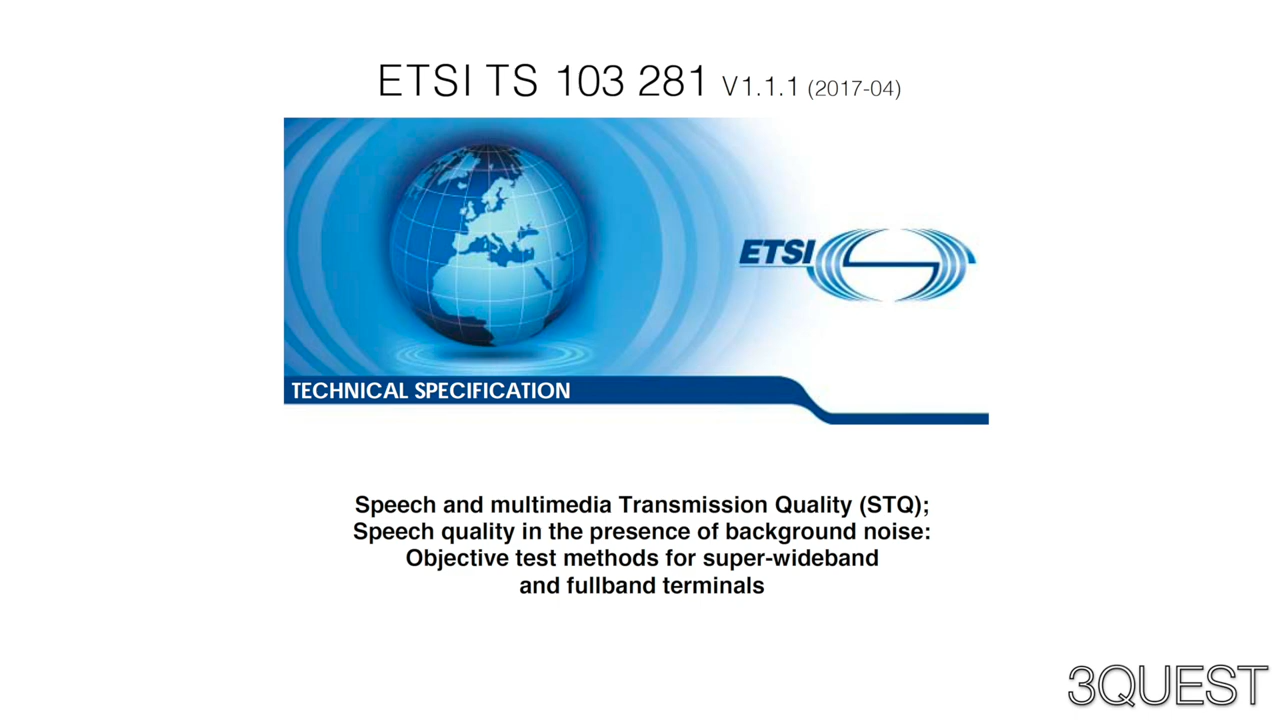 ETSI TS 103 281 V1.1.1 (2017-04)
ETSI
TECHNICAL SPECIFICATION
Speech and multimedia Transmission Quality (STQ);
Speech quality in the presence of background noise:
Objective test methods for super-wideband
and fullband terminals
3QUEST